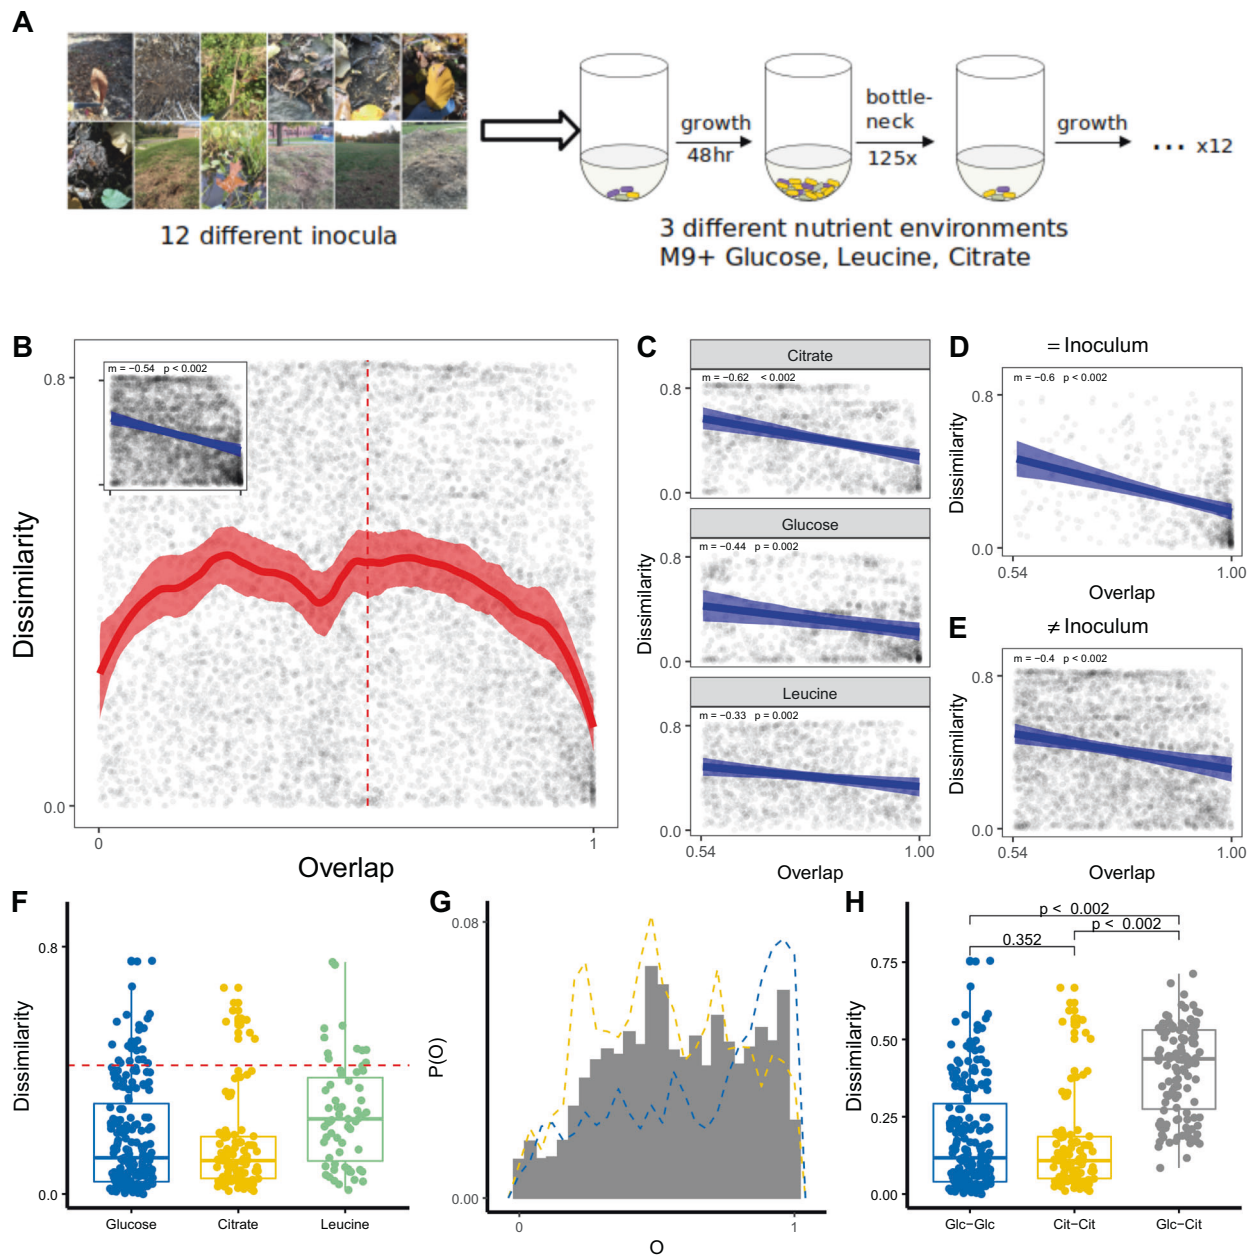 A
12 different inocula
growth
48hr
bottle-
neck
125x
growth
··· x12
3 different nutrient environments
M9+ Glucose, Leucine, Citrate
B
m = −0.54 p < 0.002
0.8
0.0
Dissimilarity
0
1
Overlap
C
Citrate
m = −0.62 < 0.002
0.8
0.0
Glucose
m = −0.44 p = 0.002
0.8
0.0
Dissimilarity
Leucine
m = −0.33 p = 0.002
0.8
0.0
0.54
1.00
Overlap
D
= Inoculum
m = −0.6 p < 0.002
0.8
0.0
Dissimilarity
0.54
1.00
Overlap
E
≠ Inoculum
m = −0.4 p < 0.002
0.8
0.0
Dissimilarity
0.54
1.00
Overlap
F
0.8
0.0
Dissimilarity
Glucose
Citrate
Leucine
G
0.08
0.00
P(O)
0
1
O
H
p < 0.002
p < 0.002
0.352
0.75
0.50
0.25
0.00
Dissimilarity
Glc−Glc
Cit−Cit
Glc−Cit